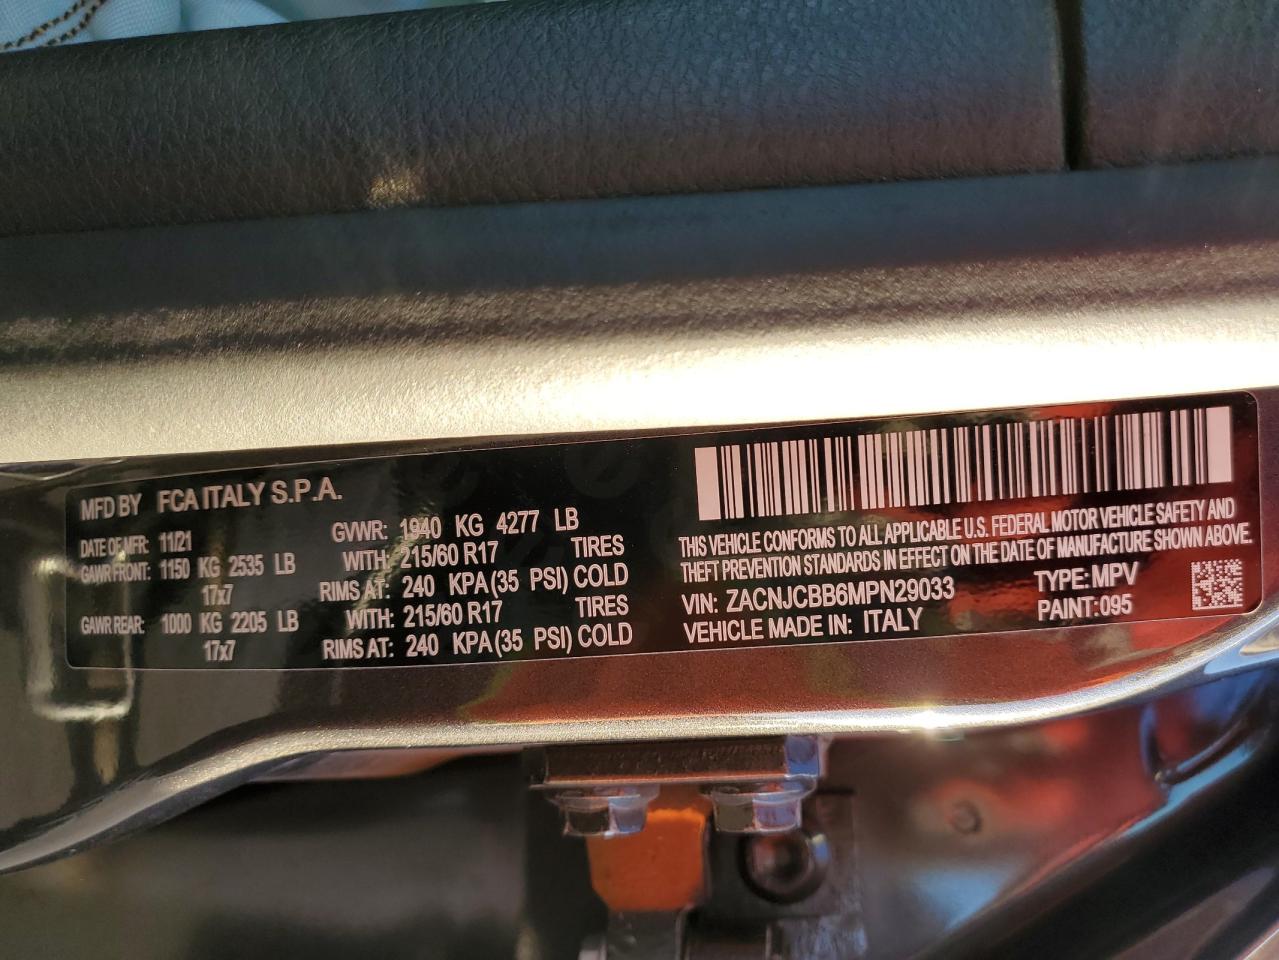 MFD BY FCA ITALY S.P.A.
DATE OF MFR: 11/21 GVWR: 1940 KG 4277 LB
GAWR FRONT: 1150 KG 2535 LB WITH: 215/60 R17 TIRES
17x7 RIMS AT: 240 KPA (35 PSI) COLD
GAWR REAR: 1000 KG 2205 LB WITH: 215/60 R17 TIRES
17x7 RIMS AT: 240 KPA (35 PSI) COLD
THIS VEHICLE CONFORMS TO ALL APPLICABLE U.S. FEDERAL MOTOR VEHICLE SAFETY AND
THEFT PREVENTION STANDARDS IN EFFECT ON THE DATE OF MANUFACTURE SHOWN ABOVE.
VIN: ZACNJCBB6MPN29033 TYPE: MPV
VEHICLE MADE IN: ITALY PAINT: 095